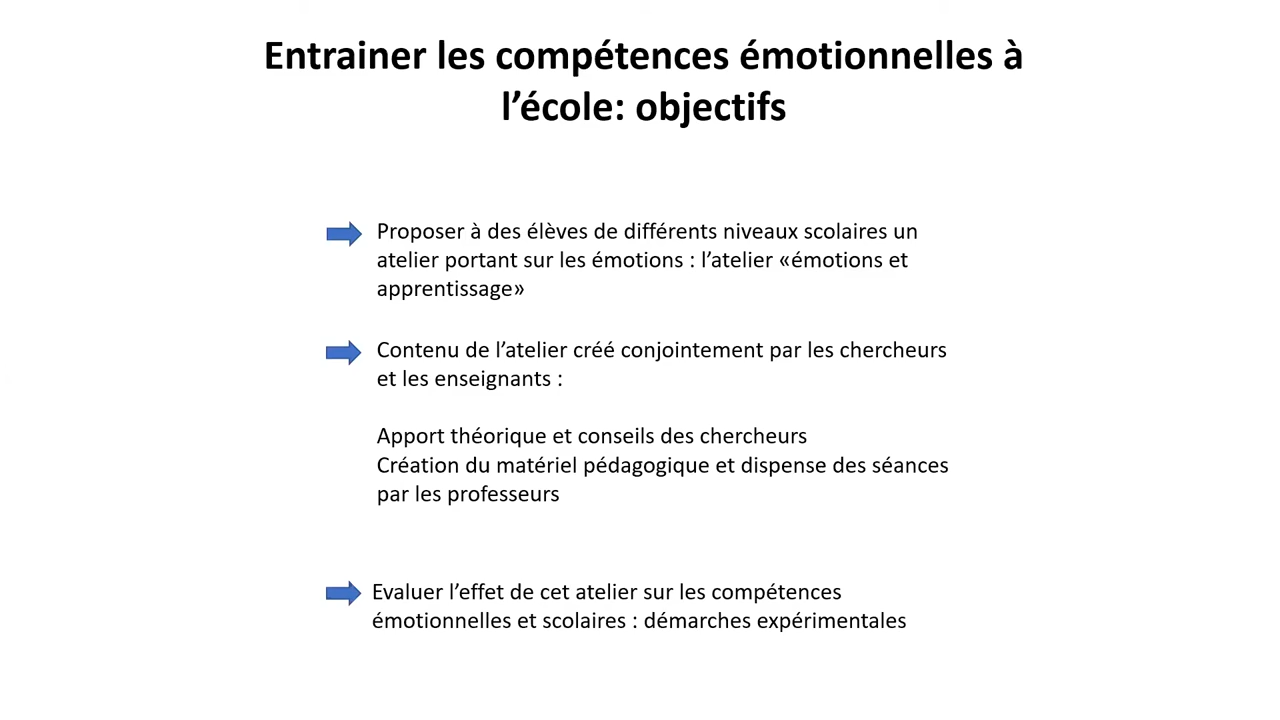 Entrainer les compétences émotionnelles à
l’école: objectifs
Proposer à des élèves de différents niveaux scolaires un
atelier portant sur les émotions : l’atelier «émotions et
apprentissage»
Contenu de l’atelier créé conjointement par les chercheurs
et les enseignants :
Apport théorique et conseils des chercheurs
Création du matériel pédagogique et dispense des séances
par les professeurs
Evaluer l’effet de cet atelier sur les compétences
émotionnelles et scolaires : démarches expérimentales